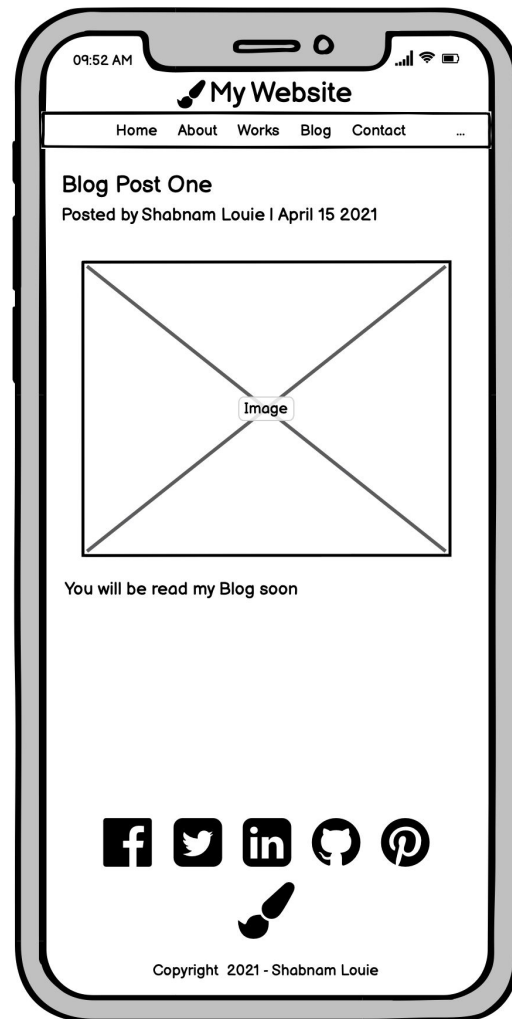 09:52 AM
My Website
Home About Works Blog Contact ...
Blog Post One
Posted by Shabnam Louie | April 15 2021
Image
You will be read my Blog soon
Copyright 2021 - Shabnam Louie